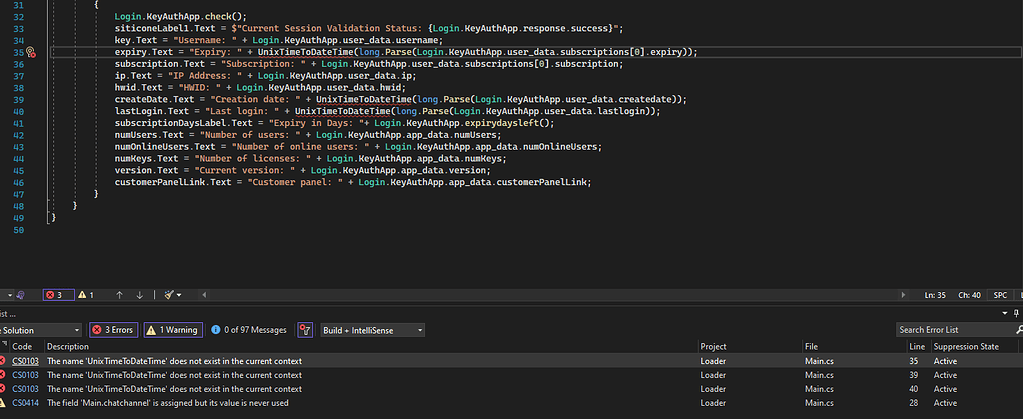 31 {
32 Login.KeyAuthApp.check();
33 siticoneLabel1.Text = $"Current Session Validation Status: {Login.KeyAuthApp.response.success}";
34 key.Text = "Username: " + Login.KeyAuthApp.user_data.username;
35 expiry.Text = "Expiry: " + UnixTimeToDateTime(long.Parse(Login.KeyAuthApp.user_data.subscriptions[0].expiry));
36 subscription.Text = "Subscription: " + Login.KeyAuthApp.user_data.subscriptions[0].subscription;
37 ip.Text = "IP Address: " + Login.KeyAuthApp.user_data.ip;
38 hwid.Text = "HWID: " + Login.KeyAuthApp.user_data.hwid;
39 createDate.Text = "Creation date: " + UnixTimeToDateTime(long.Parse(Login.KeyAuthApp.user_data.createdate));
40 lastLogin.Text = "Last login: " + UnixTimeToDateTime(long.Parse(Login.KeyAuthApp.user_data.lastlogin));
41 subscriptionDaysLabel.Text = "Expiry in Days: "+ Login.KeyAuthApp.expirydaysleft();
42 numUsers.Text = "Number of users: " + Login.KeyAuthApp.app_data.numUsers;
43 numOnlineUsers.Text = "Number of online users: " + Login.KeyAuthApp.app_data.numOnlineUsers;
44 numKeys.Text = "Number of licenses: " + Login.KeyAuthApp.app_data.numKeys;
45 version.Text = "Current version: " + Login.KeyAuthApp.app_data.version;
46 customerPanelLink.Text = "Customer panel: " + Login.KeyAuthApp.app_data.customerPanelLink;
47 }
48 }
49 }
50
3 1 Ln: 35 Ch: 40 SPC
ist ...
e Solution 3 Errors 1 Warning 0 of 97 Messages Build + IntelliSense Search Error List
Code Description Project File Line Suppression State
CS0103 The name 'UnixTimeToDateTime' does not exist in the current context Loader Main.cs 35 Active
CS0103 The name 'UnixTimeToDateTime' does not exist in the current context Loader Main.cs 39 Active
CS0103 The name 'UnixTimeToDateTime' does not exist in the current context Loader Main.cs 40 Active
CS0414 The field 'Main.chatchannel' is assigned but its value is never used Loader Main.cs 28 Active